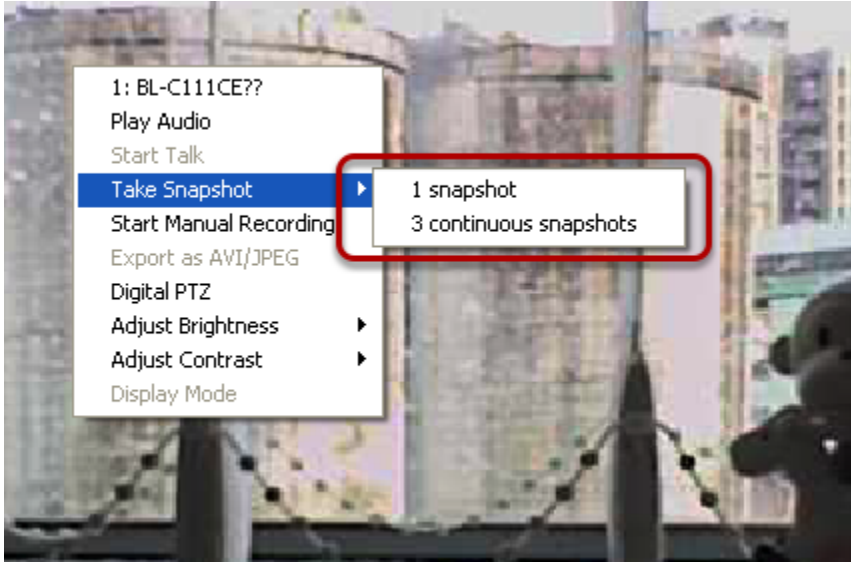 1: BL-C111CE??
Play Audio
Start Talk
Take Snapshot
1 snapshot
Start Manual Recording
3 continuous snapshots
Export as AVI/JPEG
Digital PTZ
Adjust Brightness
Adjust Contrast
Display Mode